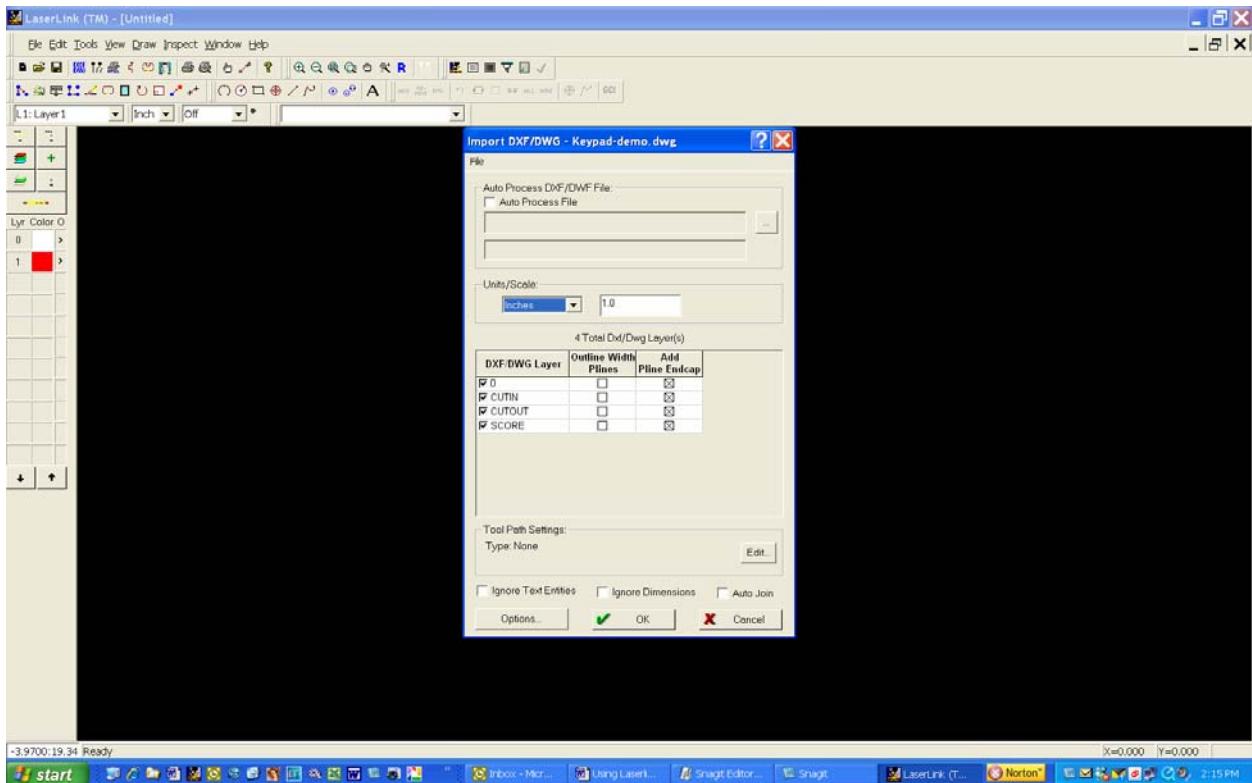 LaserLink (TM) - [Untitled]
File Edit Tools View Draw Inspect Window Help
L1: Layer1 Inch Off
Lyr Color O
0
1
Import DXF/DWG - Keypad-demo.dwg
File
Auto Process DXF/DWF File:
Auto Process File
...
Units/Scale:
Inches 1.0
4 Total Dxf/Dwg Layer(s)
DXF/DWG Layer Outline Width Plines Add Pline Endcap
0
CUTIN
CUTOUT
SCORE
Tool Path Settings:
Type: None
Edit...
Ignore Text Entities Ignore Dimensions Auto Join
Options... OK Cancel
-3.9700:19.34 Ready X=0.000 Y=0.000
start Inbox - Micr... Using Laserli... SnagIt Editor... SnagIt LaserLink (T... Norton 2:15 PM